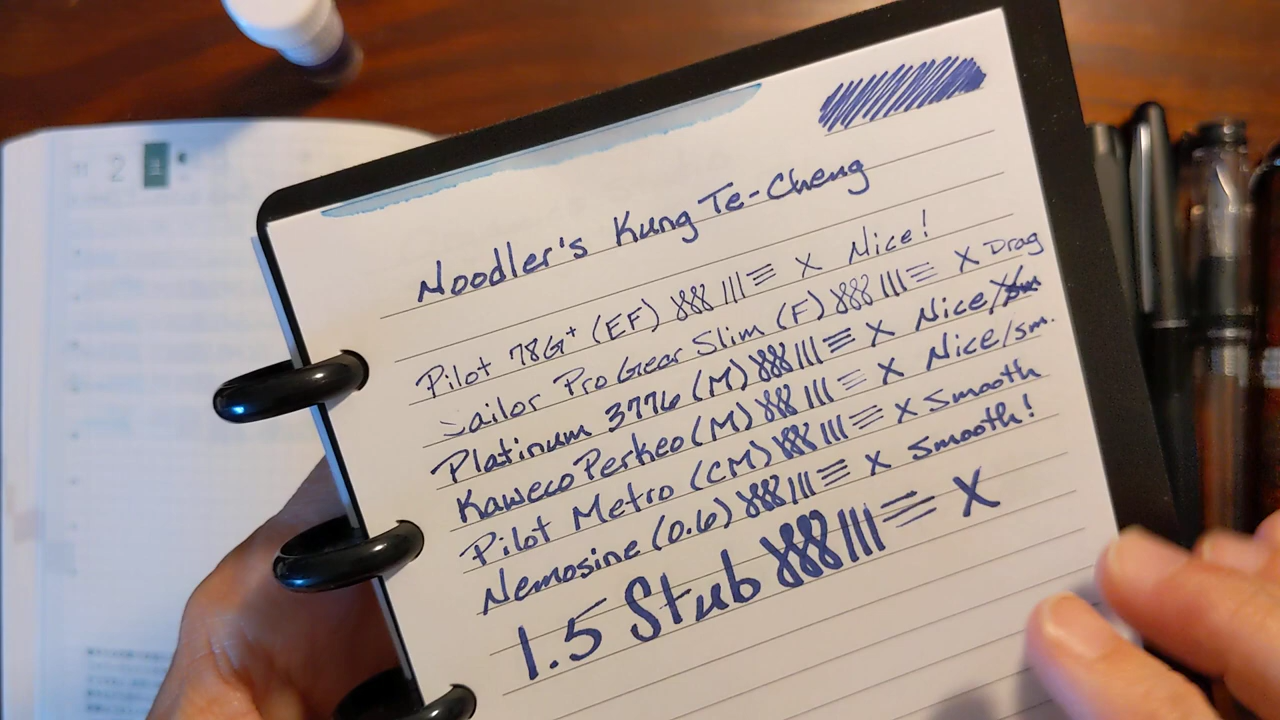 Noodler's Kung Te-Cheng
Pilot 78G+ (EF) X Nice!
Sailor Pro Gear Slim (F) X Drag
Platinum 3776 (M) X Nice/
Kaweco Perkeo (M) X Nice/sm.
Pilot Metro (CM) X Smooth
Nemosine (0.6) X Smooth!
1.5 Stub X
2